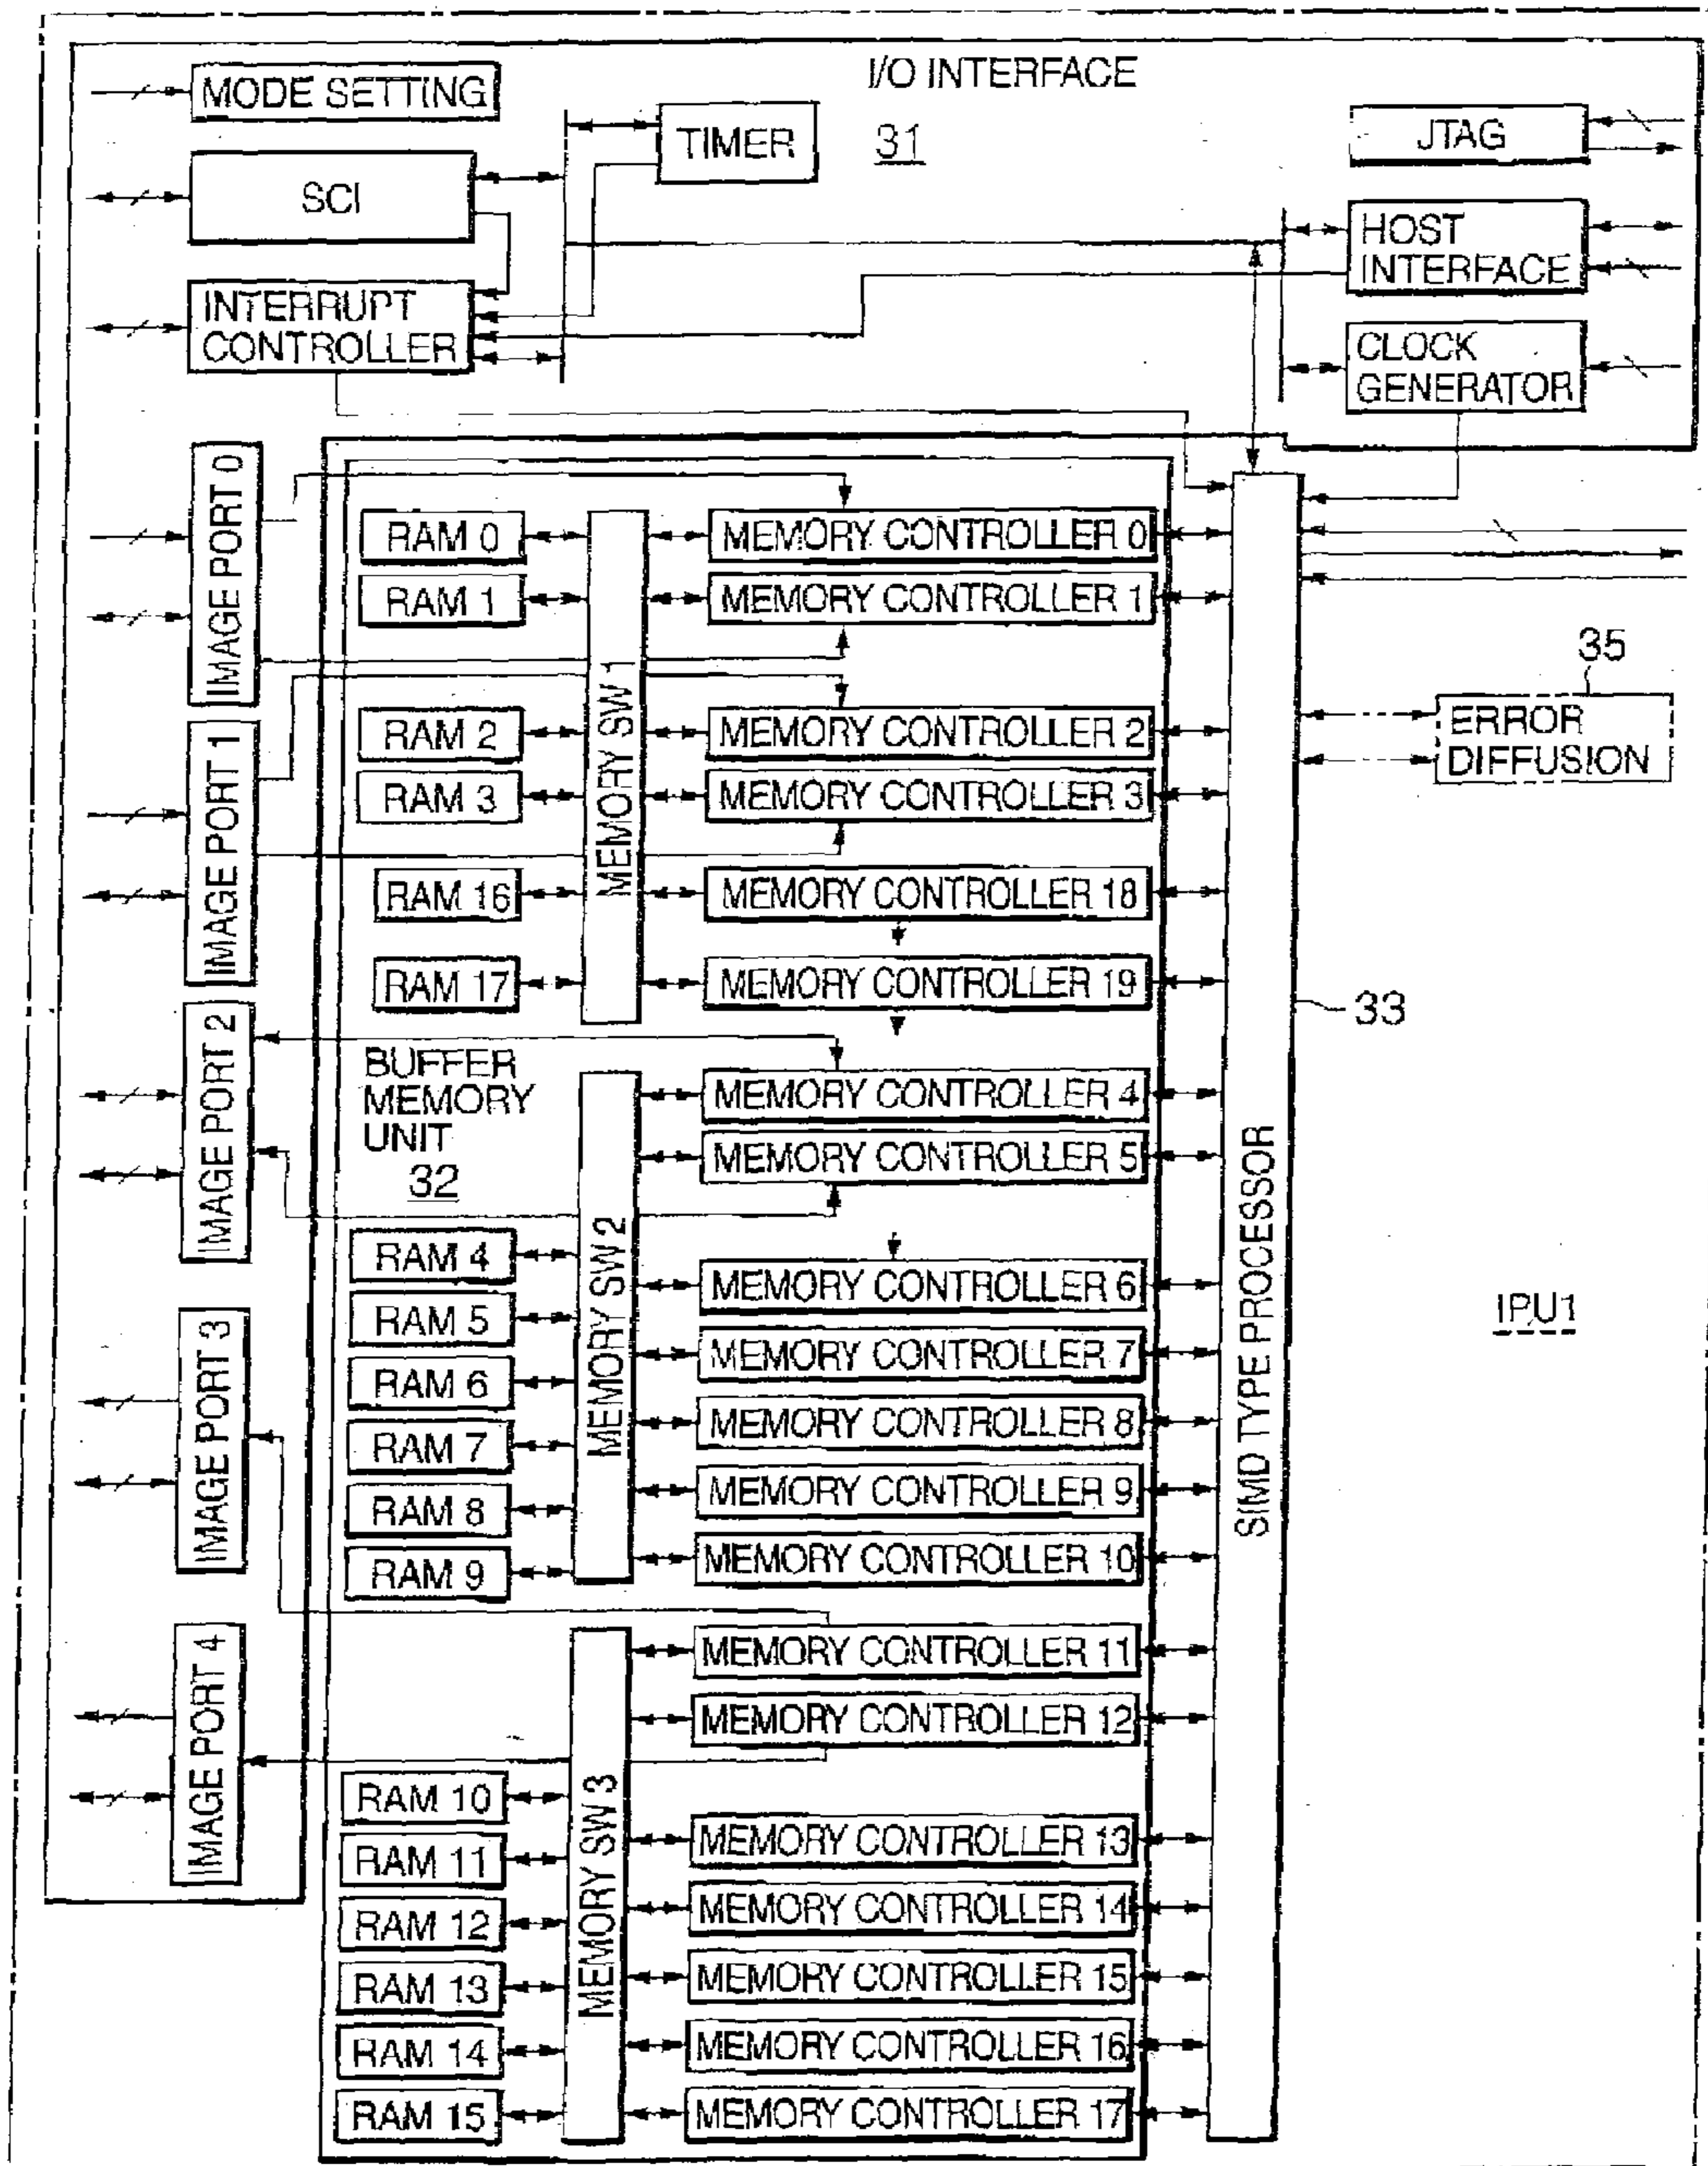 I/O INTERFACE
31
MODE SETTING
SCI
INTERRUPT
CONTROLLER
TIMER
JTAG
HOST
INTERFACE
CLOCK
GENERATOR
IMAGE PORT 0
IMAGE PORT 1
IMAGE PORT 2
IMAGE PORT 3
IMAGE PORT 4
RAM 0
RAM 1
RAM 2
RAM 3
RAM 16
RAM 17
MEMORY SW 1
MEMORY CONTROLLER 0
MEMORY CONTROLLER 1
MEMORY CONTROLLER 2
MEMORY CONTROLLER 3
MEMORY CONTROLLER 18
MEMORY CONTROLLER 19
BUFFER
MEMORY
UNIT
32
RAM 4
RAM 5
RAM 6
RAM 7
RAM 8
RAM 9
MEMORY SW 2
MEMORY CONTROLLER 4
MEMORY CONTROLLER 5
MEMORY CONTROLLER 6
MEMORY CONTROLLER 7
MEMORY CONTROLLER 8
MEMORY CONTROLLER 9
MEMORY CONTROLLER 10
RAM 10
RAM 11
RAM 12
RAM 13
RAM 14
RAM 15
MEMORY SW 3
MEMORY CONTROLLER 11
MEMORY CONTROLLER 12
MEMORY CONTROLLER 13
MEMORY CONTROLLER 14
MEMORY CONTROLLER 15
MEMORY CONTROLLER 16
MEMORY CONTROLLER 17
SIMD TYPE PROCESSOR
33
35
ERROR
DIFFUSION
IPU1